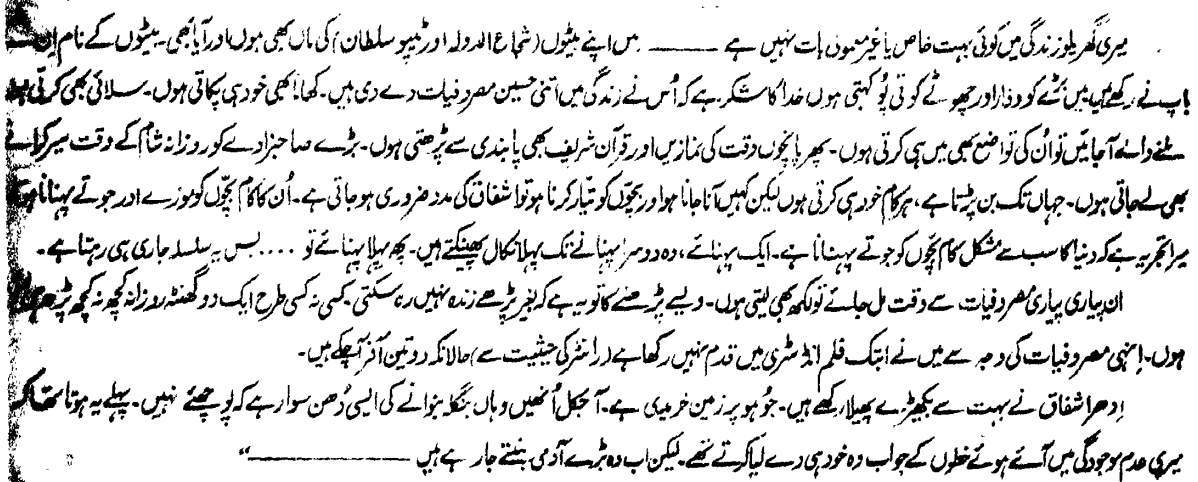 میری گھریلو زندگی میں کوئی بہت خاص یا غیر معمولی بات نہیں ہے ——— میں اپنے بیٹوں (شجاع الدولہ اور ٹیپو سلطان) کی ماں بھی ہوں اور آیا بھی۔ بیٹوں کے نام ان کے
باپ نے رکھے ہیں میں بڑے کو وذار اور چھوٹے کو ٹی پُو کہتی ہوں خدا کا شکر ہے کہ اُس نے زندگی میں اتنی حسین مصروفیات دے دی ہیں۔ کھانا بھی خود ہی پکاتی ہوں۔ سلائی بھی کرتی ہوں
ملنے والے آ جائیں تو اُن کی تواضع بھی میں ہی کرتی ہوں۔ پھر پانچوں وقت کی نمازیں اور قرآن شریف بھی پابندی سے پڑھتی ہوں۔ بڑے صاحبزادے کو روزانہ شام کے وقت سیر کرانے
بھی لے جاتی ہوں۔ جہاں تک بن پڑتا ہے، ہر کام خود ہی کرتی ہوں لیکن کہیں آنا جانا ہو اور بچوں کو تیار کرنا ہو تو اشفاق کی مدد ضروری ہو جاتی ہے۔ اُن کا کام بچوں کو موزے اور جوتے پہنانا ہوتا
میرا تجربہ ہے کہ دنیا کا سب سے مشکل کام بچوں کو جوتے پہنانا ہے۔ ایک پہنائیے، وہ دوسرا پہنانے تک پہلا نکال پھینکتے ہیں۔ پھر پہلا پہنائیے تو .... بس یہ سلسلہ جاری ہی رہتا ہے۔
ان پیاری پیاری مصروفیات سے وقت مل جائے تو لکھ بھی لیتی ہوں۔ ویسے پڑھنے کا تو یہ ہے کہ بغیر پڑھے زندہ نہیں رہ سکتی۔ کسی نہ کسی طرح ایک دو گھنٹہ روزانہ کچھ نہ کچھ پڑھتی
ہوں۔ انہی مصروفیات کی وجہ سے میں نے ابتک فلم انڈسٹری میں قدم نہیں رکھا ہے (رائٹر کی حیثیت سے) حالانکہ دو تین آفر آ چکے ہیں۔
اِدھر اشفاق نے بہت سے بکھیڑے پھیلا رکھے ہیں۔ جُو ہو پر زمین خریدی ہے۔ آجکل اُنھیں وہاں بنگلہ بنوانے کی ایسی دُھن سوار ہے کہ پوچھئے نہیں۔ پہلے یہ ہوتا تھا کہ
میری عدم موجودگی میں آئے ہوئے خطوں کے جواب وہ خود ہی دے لیا کرتے تھے۔ لیکن اب وہ بڑے آدمی بنتے جا رہے ہیں ———"